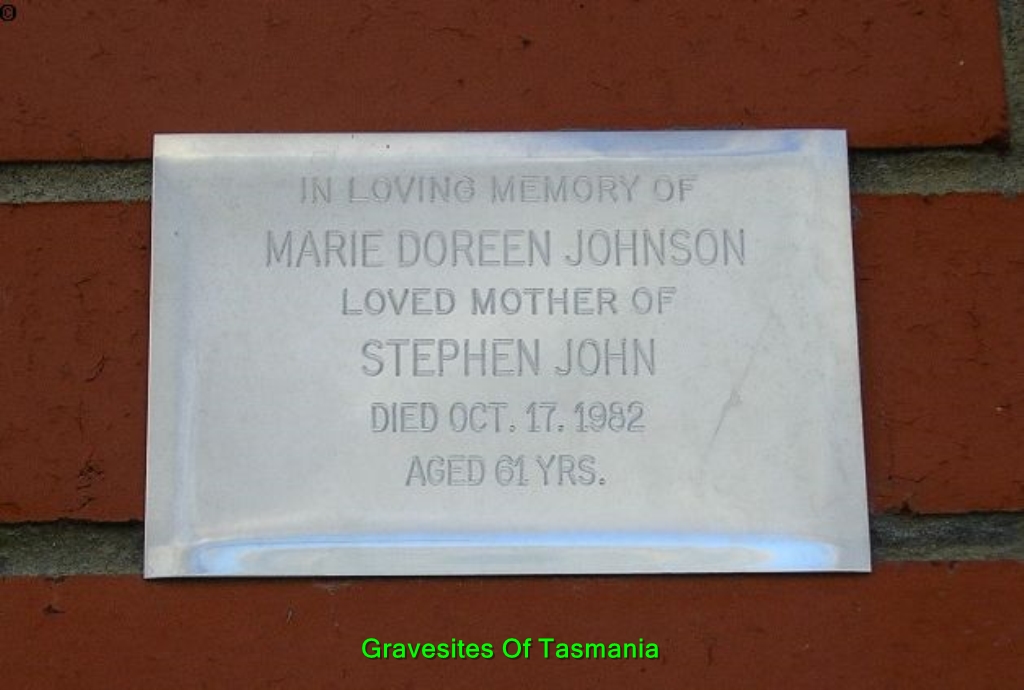 ©
IN LOVING MEMORY OF
MARIE DOREEN JOHNSON
LOVED MOTHER OF
STEPHEN JOHN
DIED OCT. 17. 1982
AGED 61 YRS.
Gravesites Of Tasmania